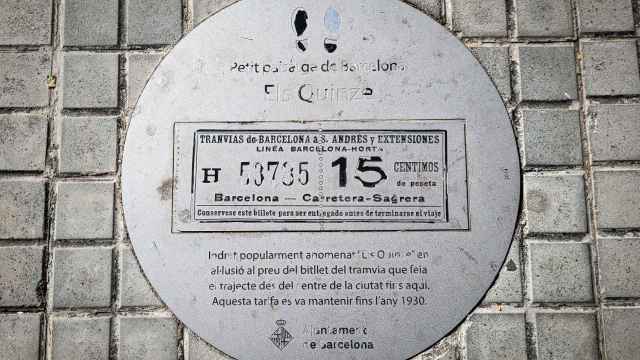 Petit paisatge de Barcelona
Els Quinze
TRANVIAS de BARCELONA a S. ANDRÉS y EXTENSIONES
LINEA BARCELONA-HORTA
H 53735 15 CENTIMOS
de peseta
Barcelona — Carretera-Sagrera
Conservese este billete para ser entregado antes de terminarse el viaje
Indret popularment anomenat "Els Quinze" en
al·lusió al preu del bitllet del tramvia que feia
el trajecte des del centre de la ciutat fins aquí.
Aquesta tarifa es va mantenir fins l'any 1930.
Ajuntament
de Barcelona